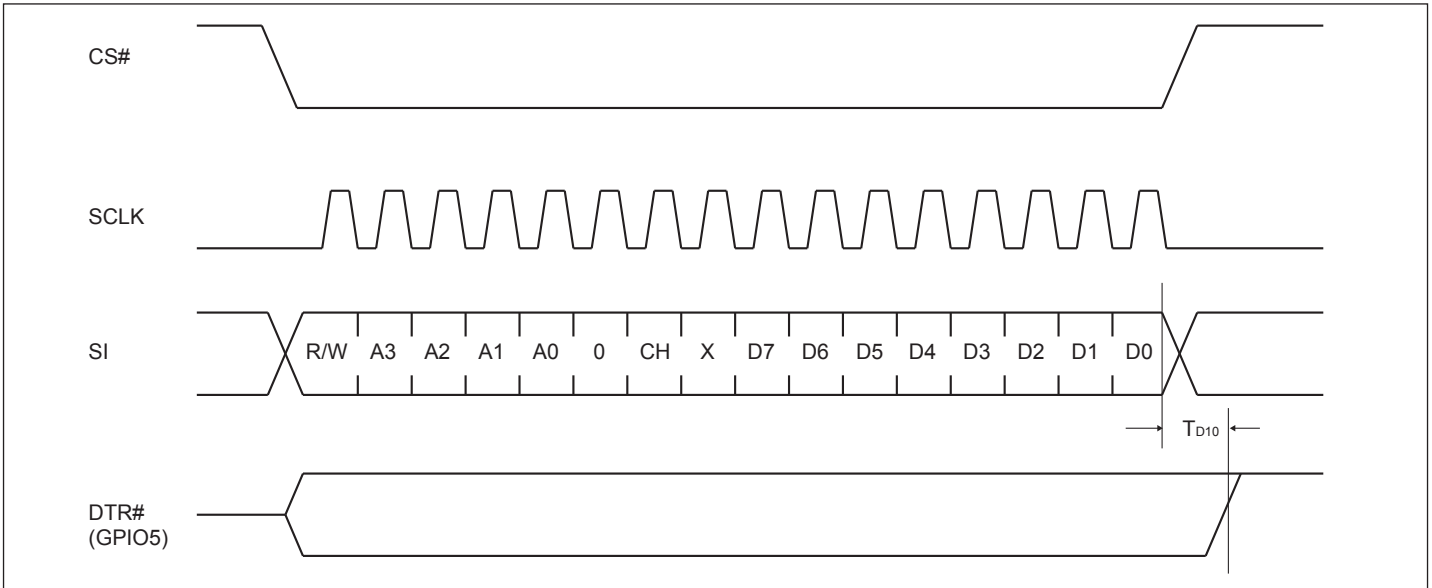 CS#
SCLK
SI
R/W A3 A2 A1 A0 0 CH X D7 D6 D5 D4 D3 D2 D1 D0
TD10
DTR#
(GPIO5)